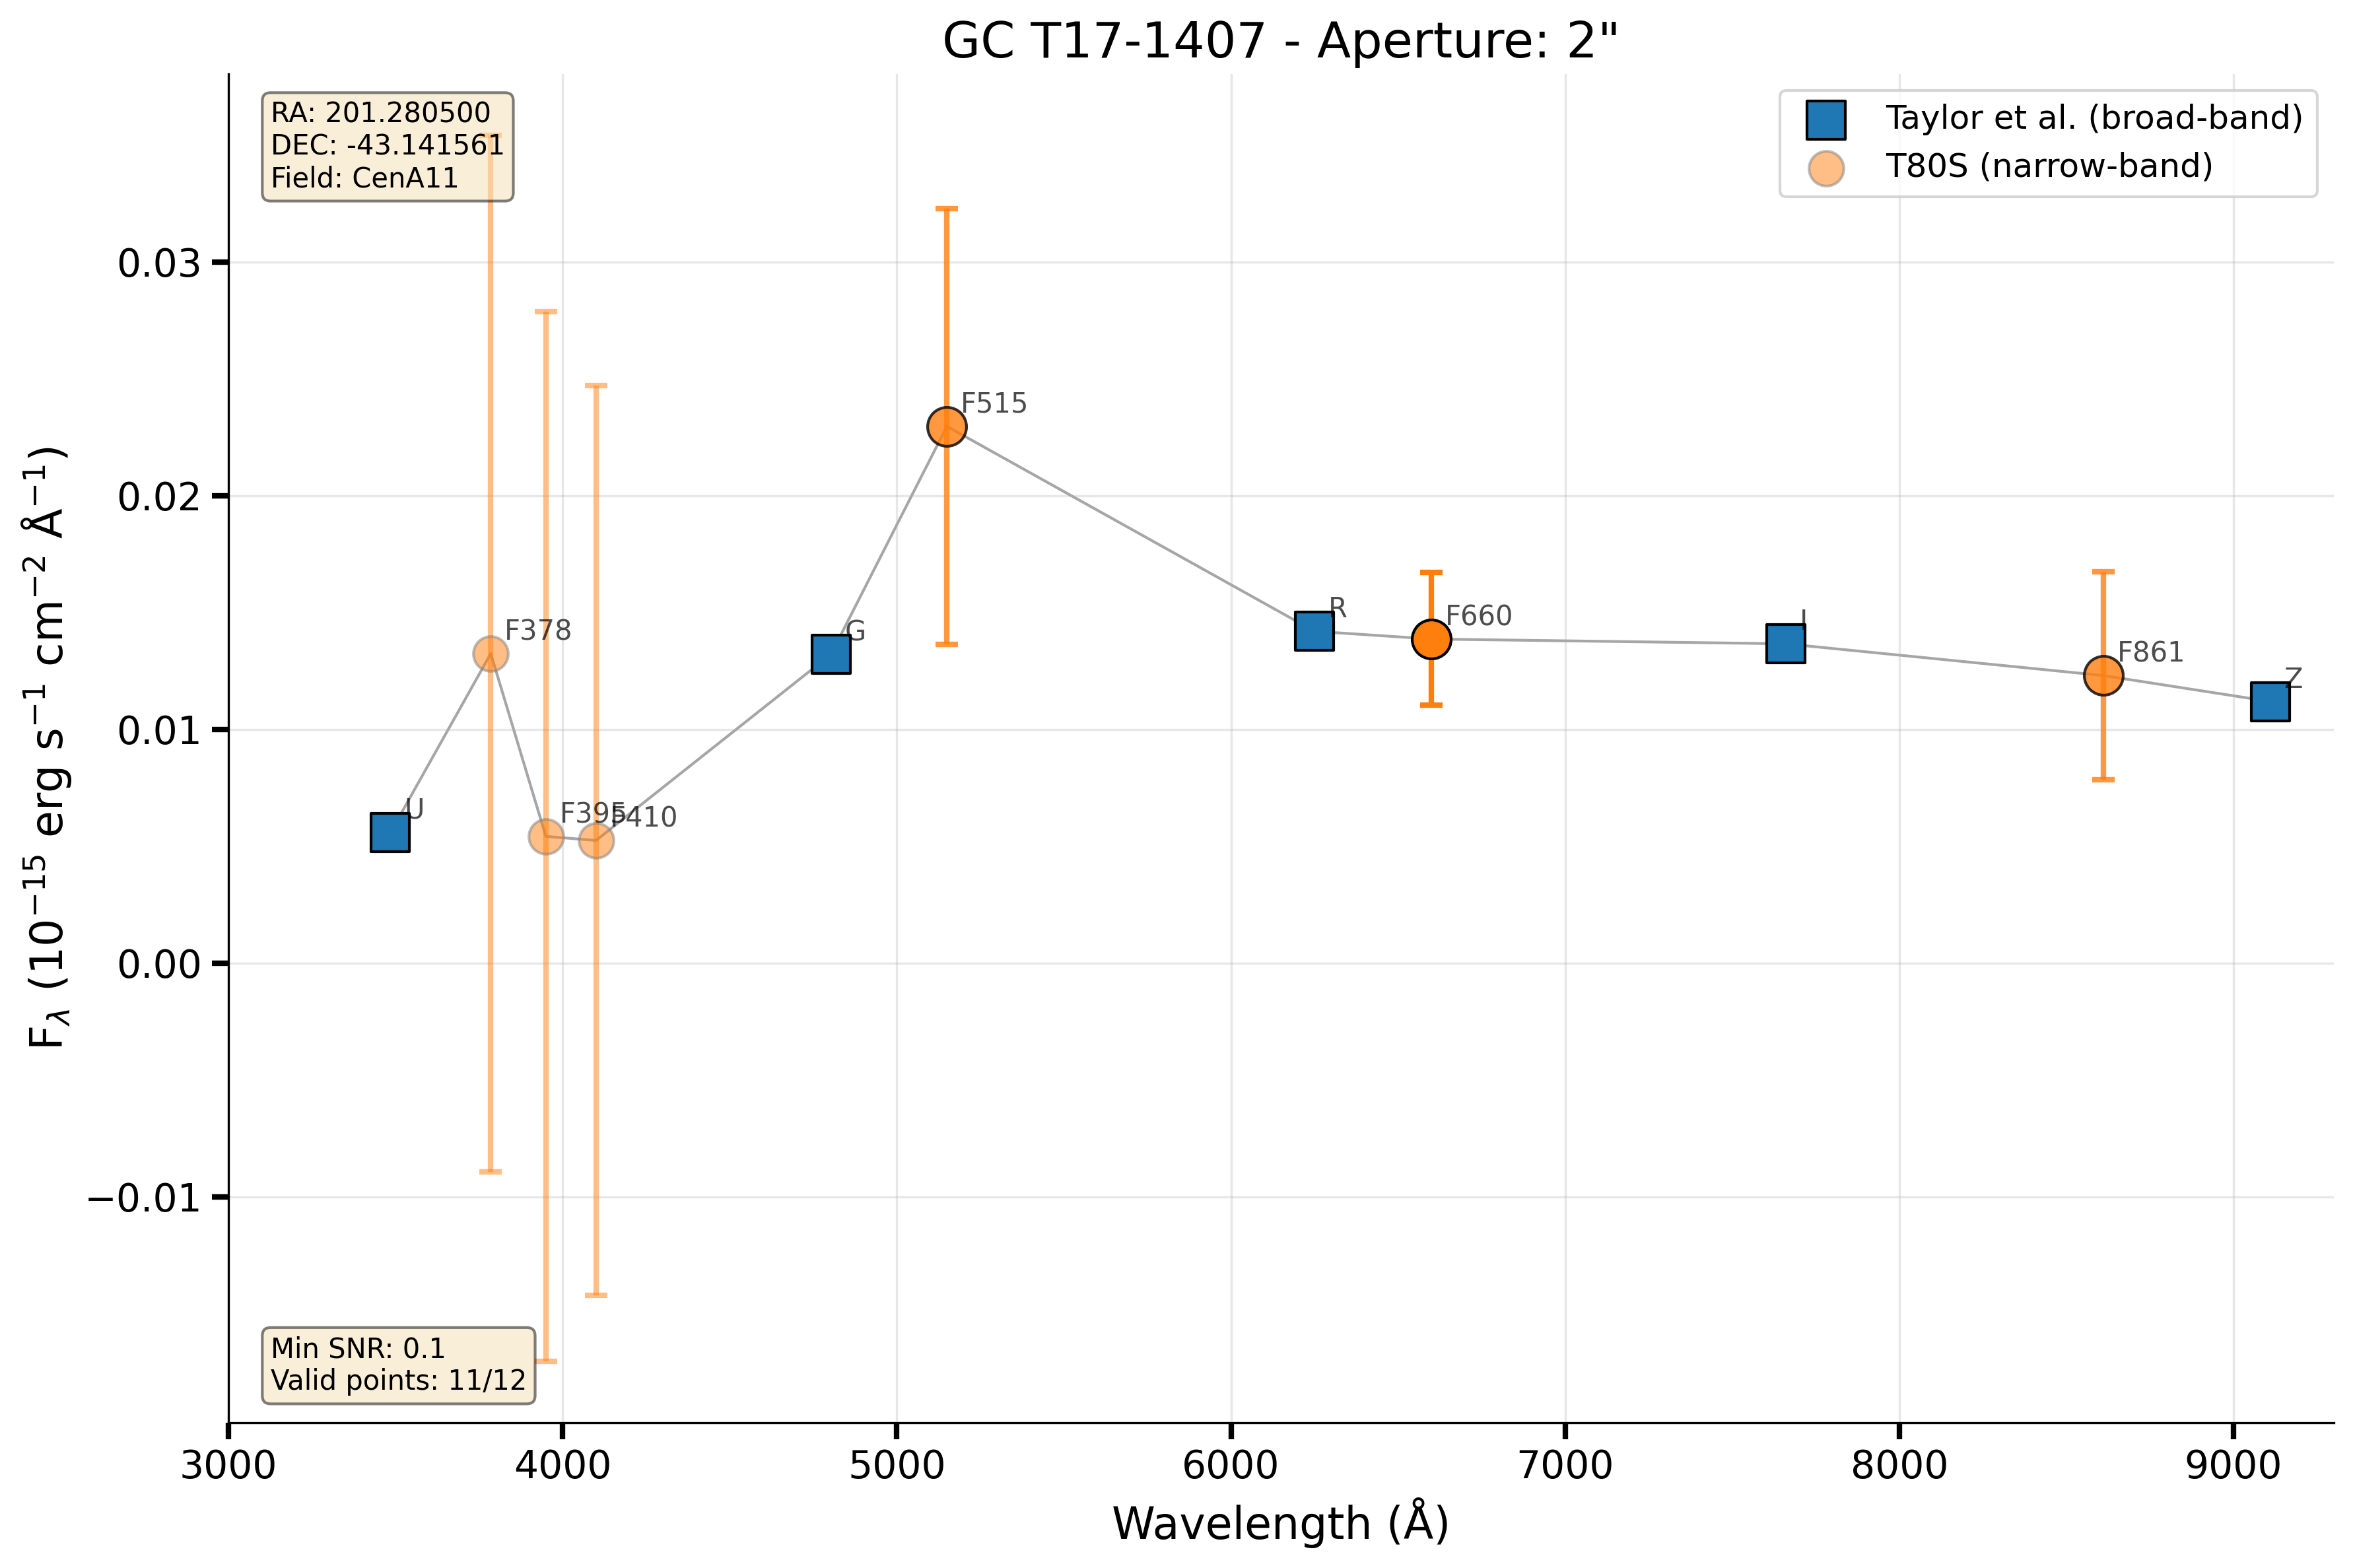 GC T17-1407 - Aperture: 2"
RA: 201.280500
DEC: -43.141561
Field: CenA11
Taylor et al. (broad-band)
T80S (narrow-band)
F$_{\lambda}$ (10$^{-15}$ erg s$^{-1}$ cm$^{-2}$ Å$^{-1}$)
0.03
0.02
0.01
0.00
−0.01
U
F378
F395
F410
G
F515
R
F660
I
F861
Z
Min SNR: 0.1
Valid points: 11/12
3000 4000 5000 6000 7000 8000 9000
Wavelength (Å)